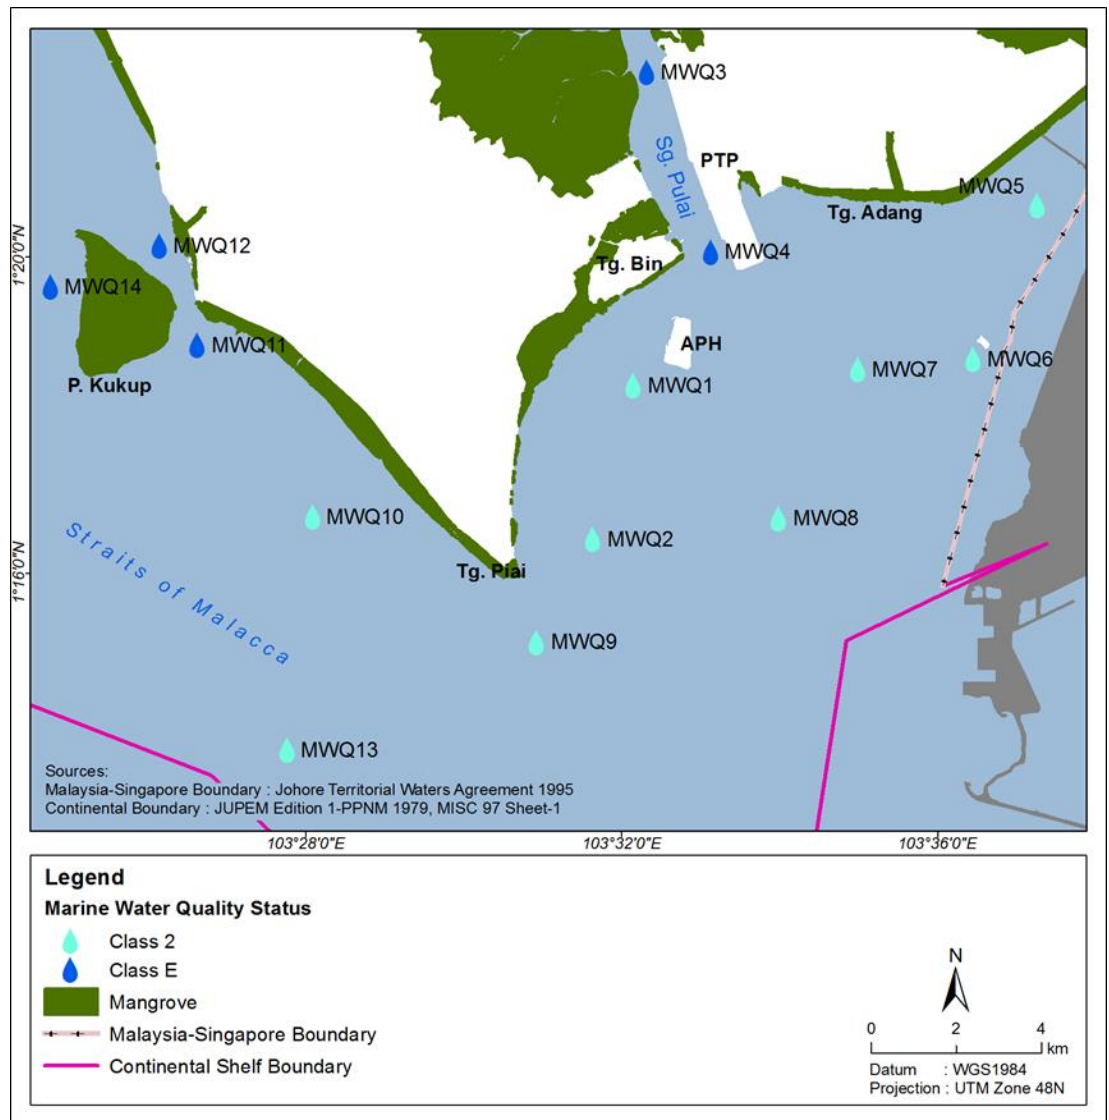 MWQ3
Sg. Pulai
PTP
MWQ5
Tg. Adang
MWQ12
MWQ4
1°20'0"N
Tg. Bin
MWQ14
MWQ11
APH
MWQ7
MWQ6
P. Kukup
MWQ1
MWQ10
MWQ8
MWQ2
Straits of Malacca
Tg. Piai
1°16'0"N
MWQ9
MWQ13
Sources:
Malaysia-Singapore Boundary : Johore Territorial Waters Agreement 1995
Continental Boundary : JUPEM Edition 1-PPNM 1979, MISC 97 Sheet-1
103°28'0"E
103°32'0"E
103°36'0"E
Legend
Marine Water Quality Status
Class 2
Class E
Mangrove
Malaysia-Singapore Boundary
Continental Shelf Boundary
N
0 2 4
km
Datum : WGS1984
Projection : UTM Zone 48N